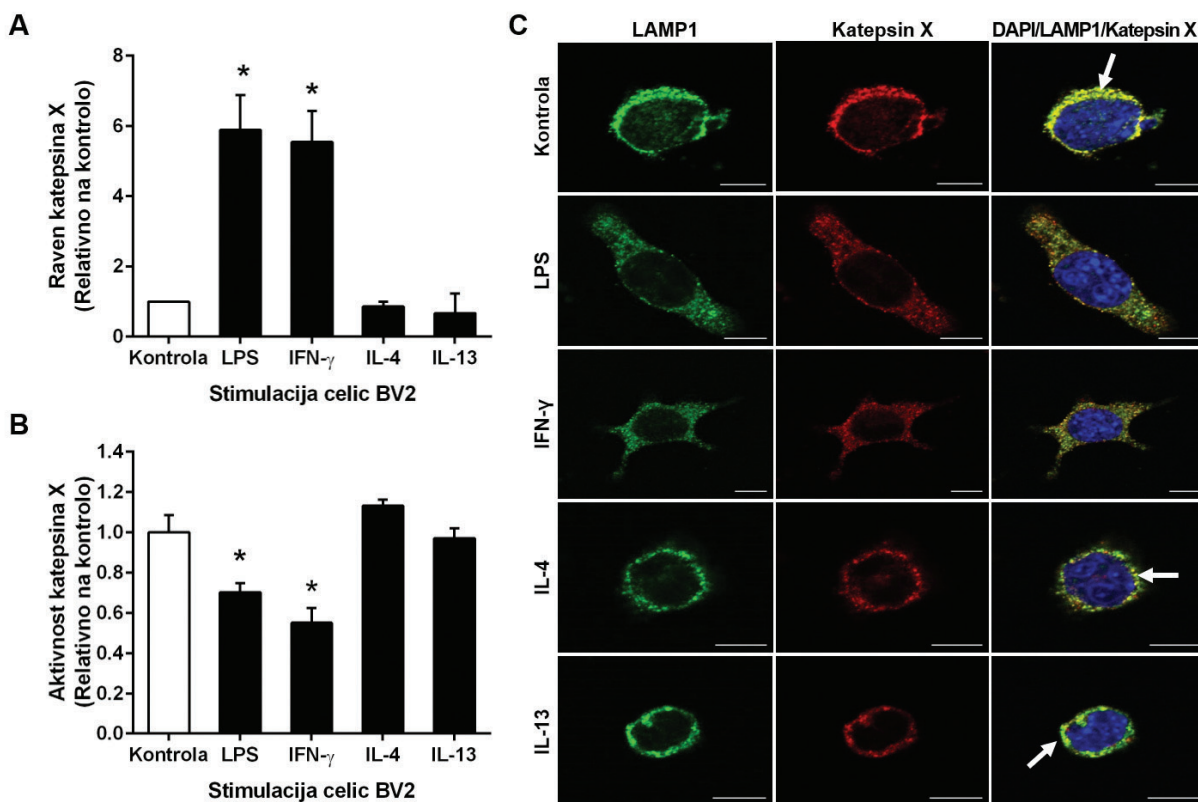 A
Raven katepsina X
(Relativno na kontrolo)
8
6
4
2
0
*
*
Kontrola LPS IFN-γ IL-4 IL-13
Stimulacija celic BV2
B
Aktivnost katepsina X
(Relativno na kontrolo)
1.4
1.2
1.0
0.8
0.6
0.4
0.2
0.0
*
*
Kontrola LPS IFN-γ IL-4 IL-13
Stimulacija celic BV2
C
LAMP1 Katepsin X DAPI/LAMP1/Katepsin X
Kontrola
LPS
IFN-γ
IL-4
IL-13